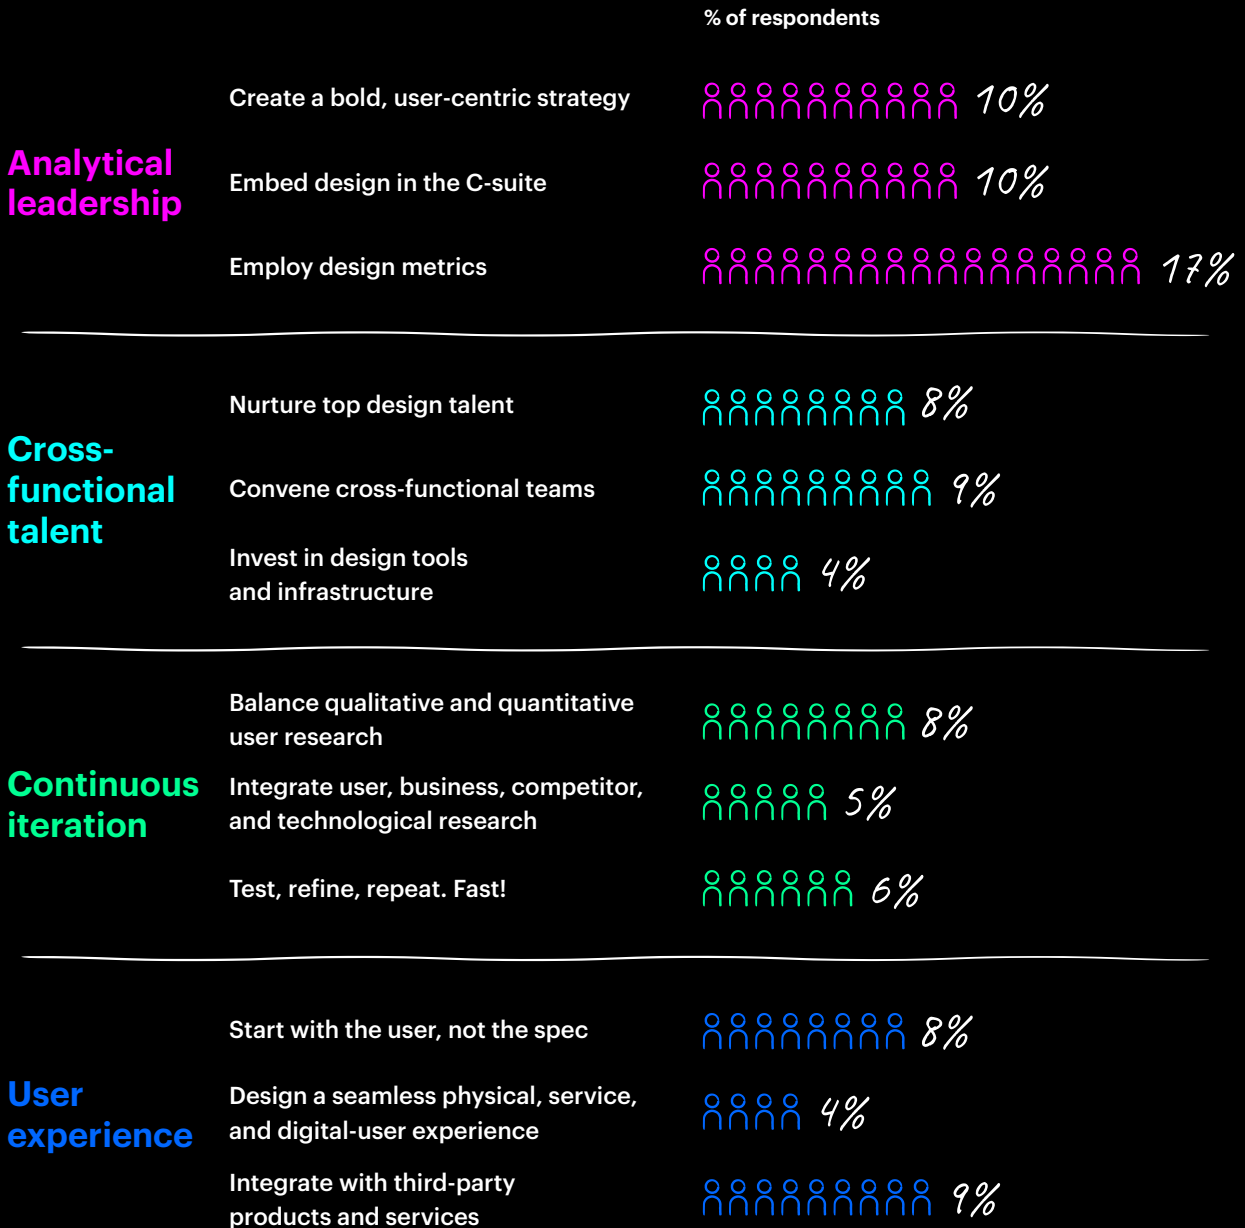 % of respondents
Analytical
leadership
Create a bold, user-centric strategy
10%
Embed design in the C-suite
10%
Employ design metrics
17%
Cross-
functional
talent
Nurture top design talent
8%
Convene cross-functional teams
9%
Invest in design tools
and infrastructure
4%
Continuous
iteration
Balance qualitative and quantitative
user research
8%
Integrate user, business, competitor,
and technological research
5%
Test, refine, repeat. Fast!
6%
User
experience
Start with the user, not the spec
8%
Design a seamless physical, service,
and digital-user experience
4%
Integrate with third-party
products and services
9%